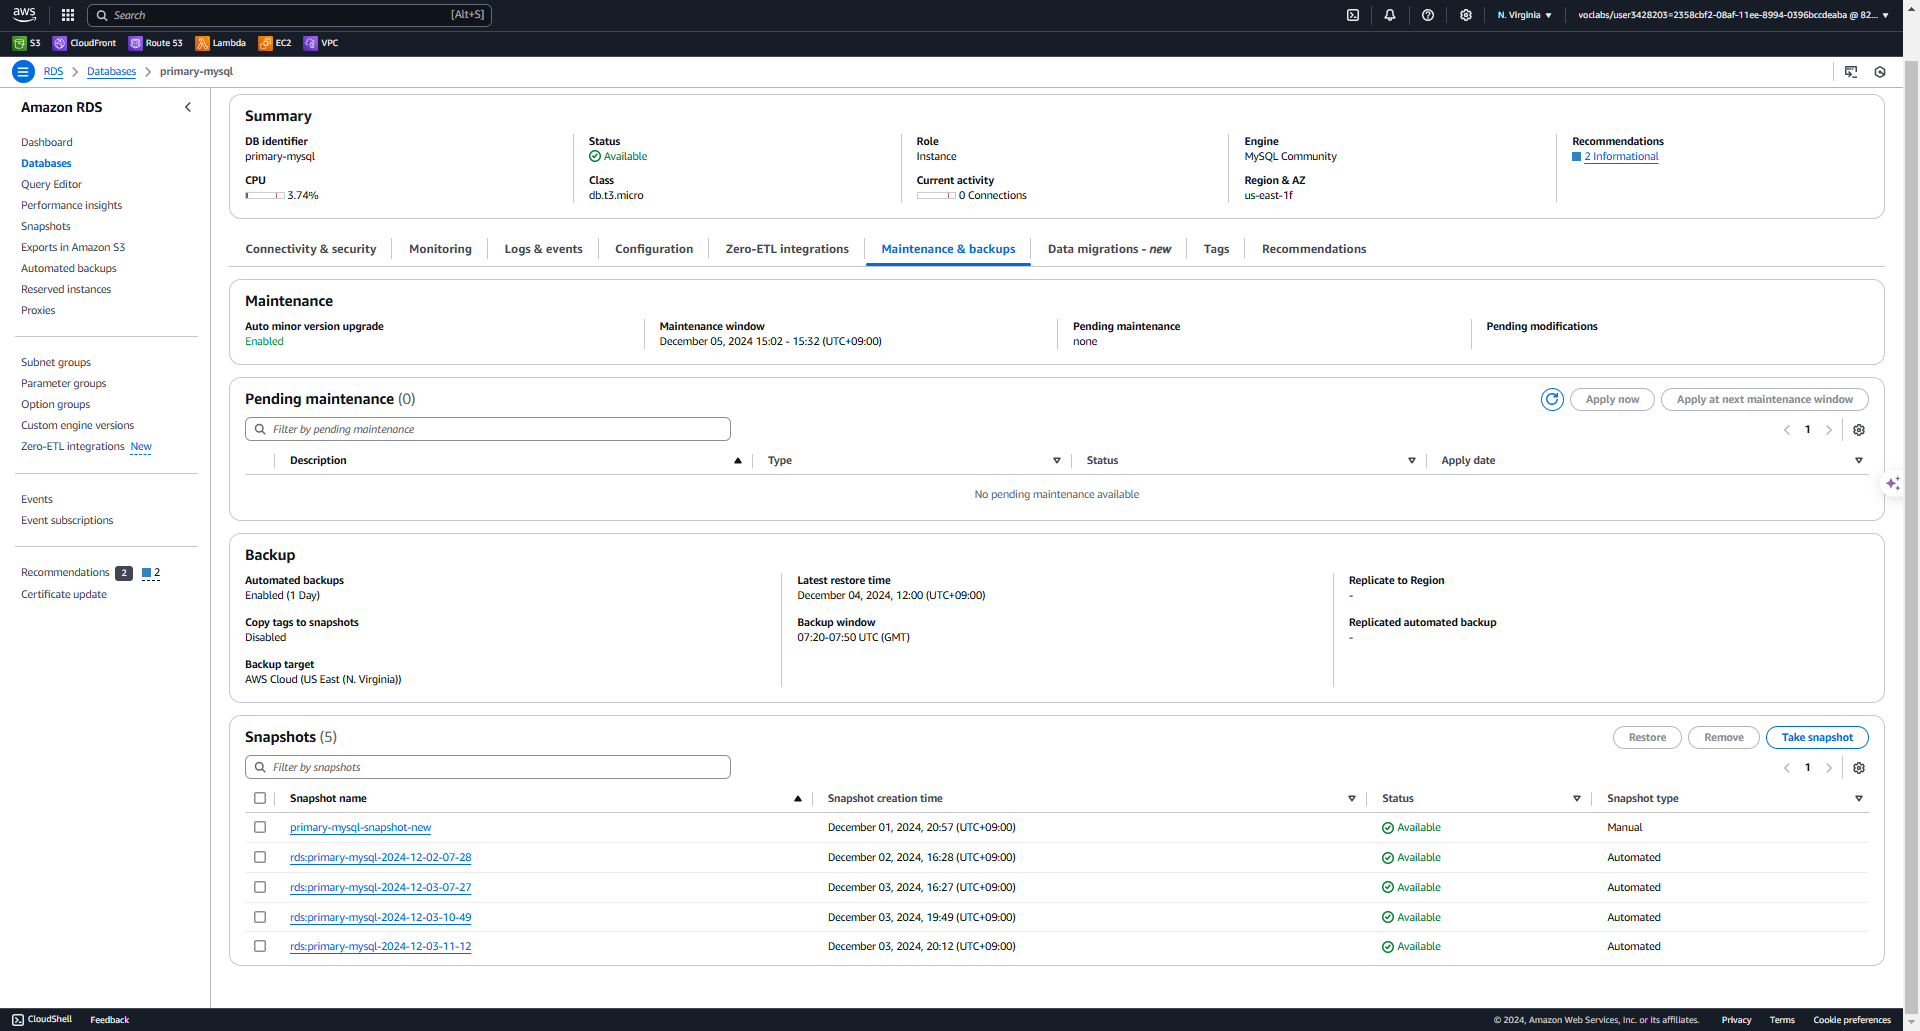 aws
Search [Alt+S]
N. Virginia
voclabs/user3428203=2358cbf2-08af-11ee-8994-0396bccdeaba @ 82...
S3 CloudFront Route 53 Lambda EC2 VPC
RDS Databases primary-mysql
Amazon RDS
Dashboard
Databases
Query Editor
Performance insights
Snapshots
Exports in Amazon S3
Automated backups
Reserved instances
Proxies
Subnet groups
Parameter groups
Option groups
Custom engine versions
Zero-ETL integrations New
Events
Event subscriptions
Recommendations 2 2
Certificate update
Summary
DB identifier
primary-mysql
CPU
3.74%
Status
Available
Class
db.t3.micro
Role
Instance
Current activity
0 Connections
Engine
MySQL Community
Region & AZ
us-east-1f
Recommendations
2 Informational
Connectivity & security Monitoring Logs & events Configuration Zero-ETL integrations Maintenance & backups Data migrations - new Tags Recommendations
Maintenance
Auto minor version upgrade
Enabled
Maintenance window
December 05, 2024 15:02 - 15:32 (UTC+09:00)
Pending maintenance
none
Pending modifications
Pending maintenance (0)
Apply now Apply at next maintenance window
Filter by pending maintenance
1
Description Type Status Apply date
No pending maintenance available
Backup
Automated backups
Enabled (1 Day)
Copy tags to snapshots
Disabled
Backup target
AWS Cloud (US East (N. Virginia))
Latest restore time
December 04, 2024, 12:00 (UTC+09:00)
Backup window
07:20-07:50 UTC (GMT)
Replicate to Region
-
Replicated automated backup
-
Snapshots (5)
Restore Remove Take snapshot
Filter by snapshots
1
Snapshot name Snapshot creation time Status Snapshot type
primary-mysql-snapshot-new December 01, 2024, 20:57 (UTC+09:00) Available Manual
rds:primary-mysql-2024-12-02-07-28 December 02, 2024, 16:28 (UTC+09:00) Available Automated
rds:primary-mysql-2024-12-03-07-27 December 03, 2024, 16:27 (UTC+09:00) Available Automated
rds:primary-mysql-2024-12-03-10-49 December 03, 2024, 19:49 (UTC+09:00) Available Automated
rds:primary-mysql-2024-12-03-11-12 December 03, 2024, 20:12 (UTC+09:00) Available Automated
CloudShell Feedback
© 2024, Amazon Web Services, Inc. or its affiliates. Privacy Terms Cookie preferences